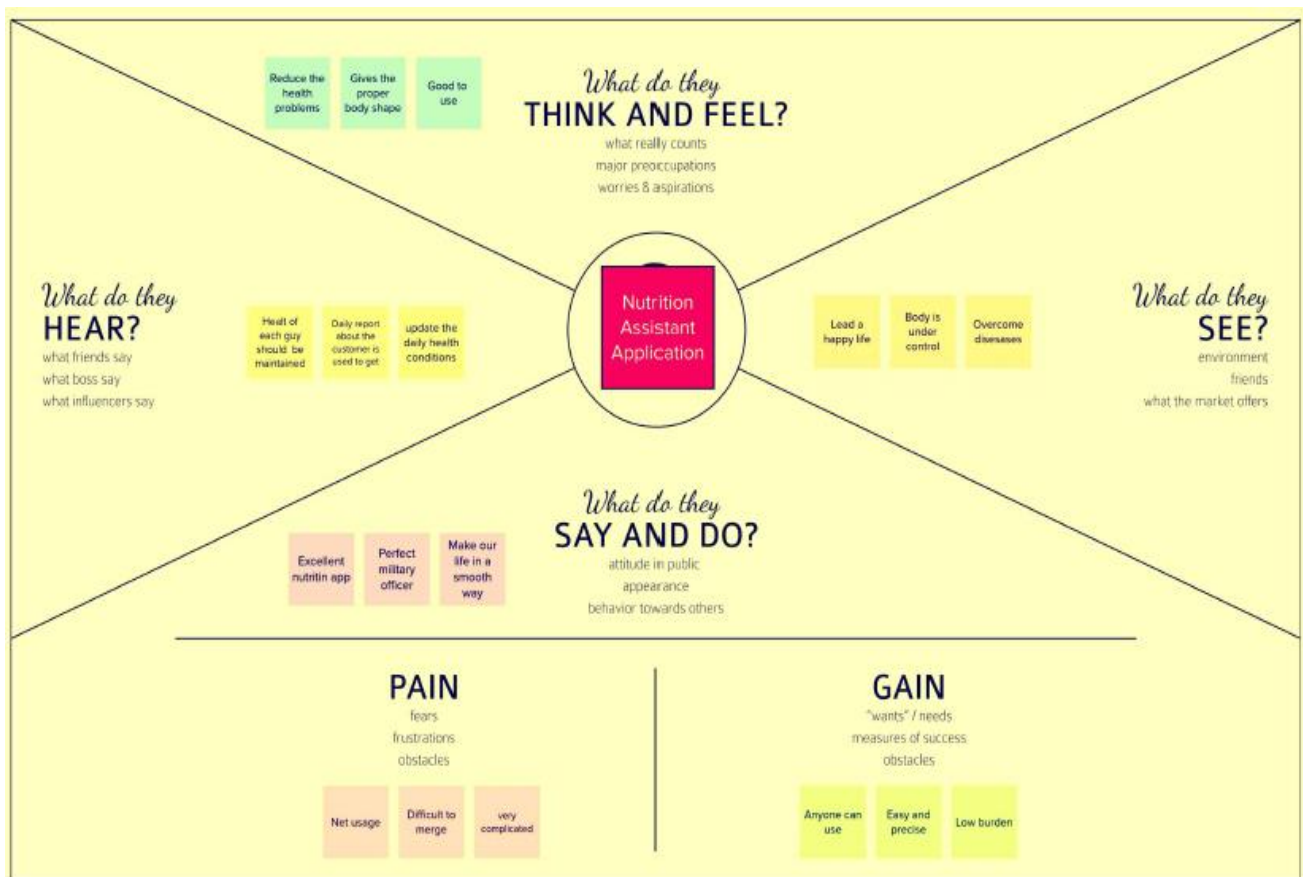 Reduce the
health
problems
Gives the
proper
body shape
Good to
use
What do they
THINK AND FEEL?
what reallly counts
major preoccupations
worries & aspirations
What do they
HEAR?
what friends say
what boss say
what influencers say
Healt of
each guy
should be
maintained
Daily report
about the
customer is
used to get
update the
daily health
conditions
Nutrition
Assistant
Application
Lead a
happy life
Body is
under
control
Overcome
disesases
What do they
SEE?
environment
friends
what the market offers
What do they
SAY AND DO?
attitude in public
appearance
behavior towards others
Excellent
nutritin app
Perfect
military
officer
Make our
life in a
smooth
way
PAIN
fears
frustrations
obstacles
Net usage
Difficult to
merge
very
complicated
GAIN
"wants" / needs
measures of success
obstacles
Anyone can
use
Easy and
precise
Low burden